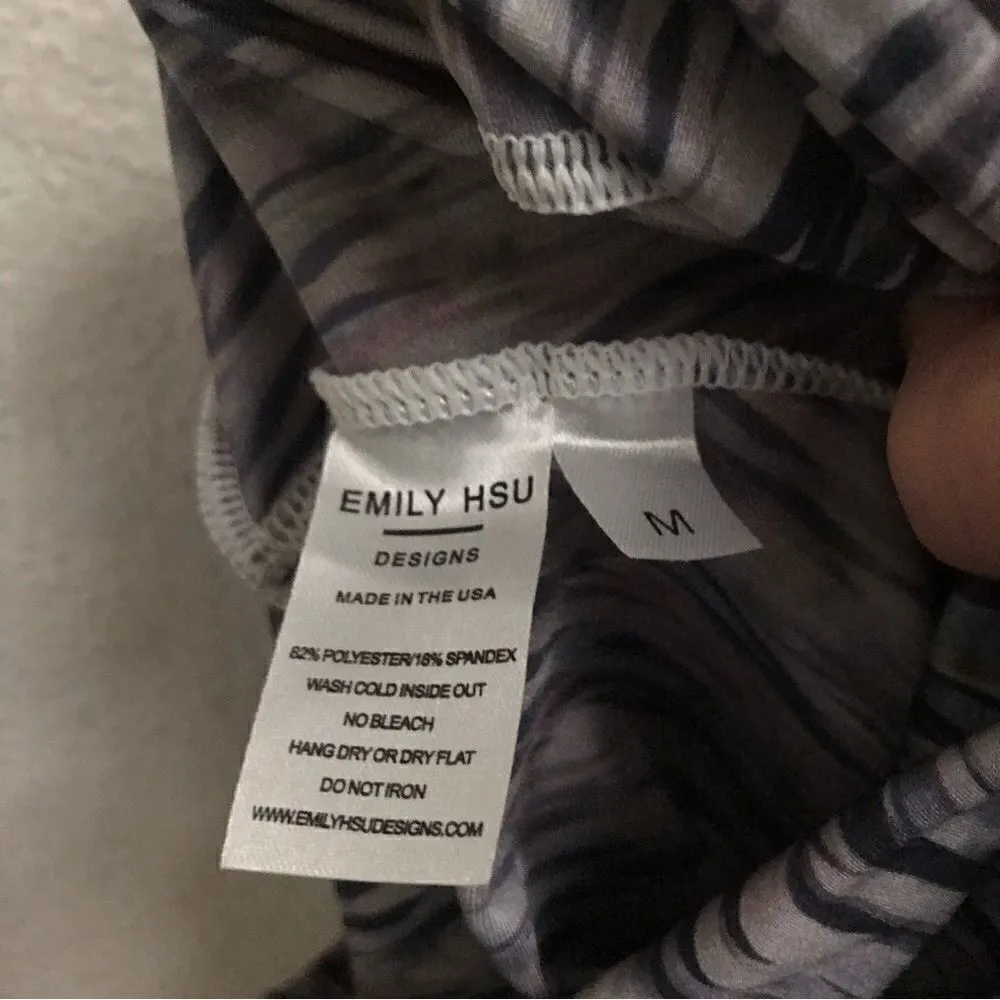 EMILY HSU
DESIGNS
MADE IN THE USA
82% POLYESTER/18% SPANDEX
WASH COLD INSIDE OUT
NO BLEACH
HANG DRY OR DRY FLAT
DO NOT IRON
WWW.EMILYHSUDESIGNS.COM
M